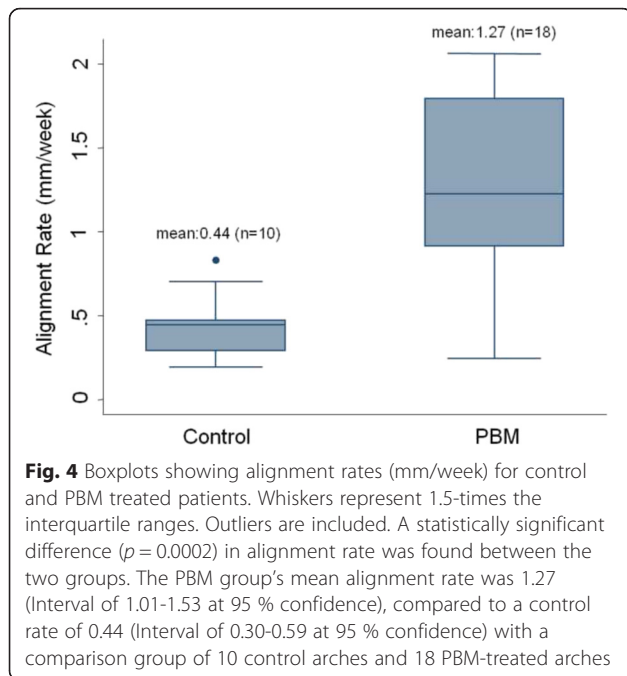 mean:1.27 (n=18)
2
1.5
mean:0.44 (n=10)
1
.5
0
Alignment Rate (mm/week)
Control PBM
Fig. 4 Boxplots showing alignment rates (mm/week) for control
and PBM treated patients. Whiskers represent 1.5-times the
interquartile ranges. Outliers are included. A statistically significant
difference (p = 0.0002) in alignment rate was found between the
two groups. The PBM group's mean alignment rate was 1.27
(Interval of 1.01-1.53 at 95 % confidence), compared to a control
rate of 0.44 (Interval of 0.30-0.59 at 95 % confidence) with a
comparison group of 10 control arches and 18 PBM-treated arches